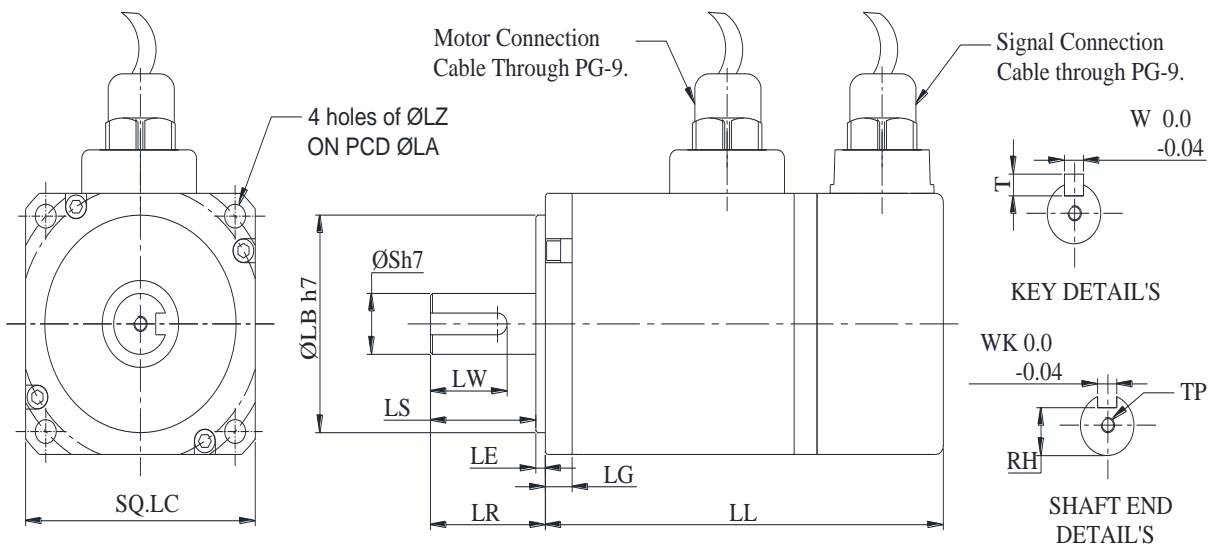 Motor Connection
Cable Through PG-9.
Signal Connection
Cable through PG-9.
4 holes of ØLZ
ON PCD ØLA
W 0.0
-0.04
T
KEY DETAIL'S
ØSh7
ØLB h7
WK 0.0
-0.04
LW
LS
TP
LE
LG
RH
SQ.LC
LR
LL
SHAFT END
DETAIL'S